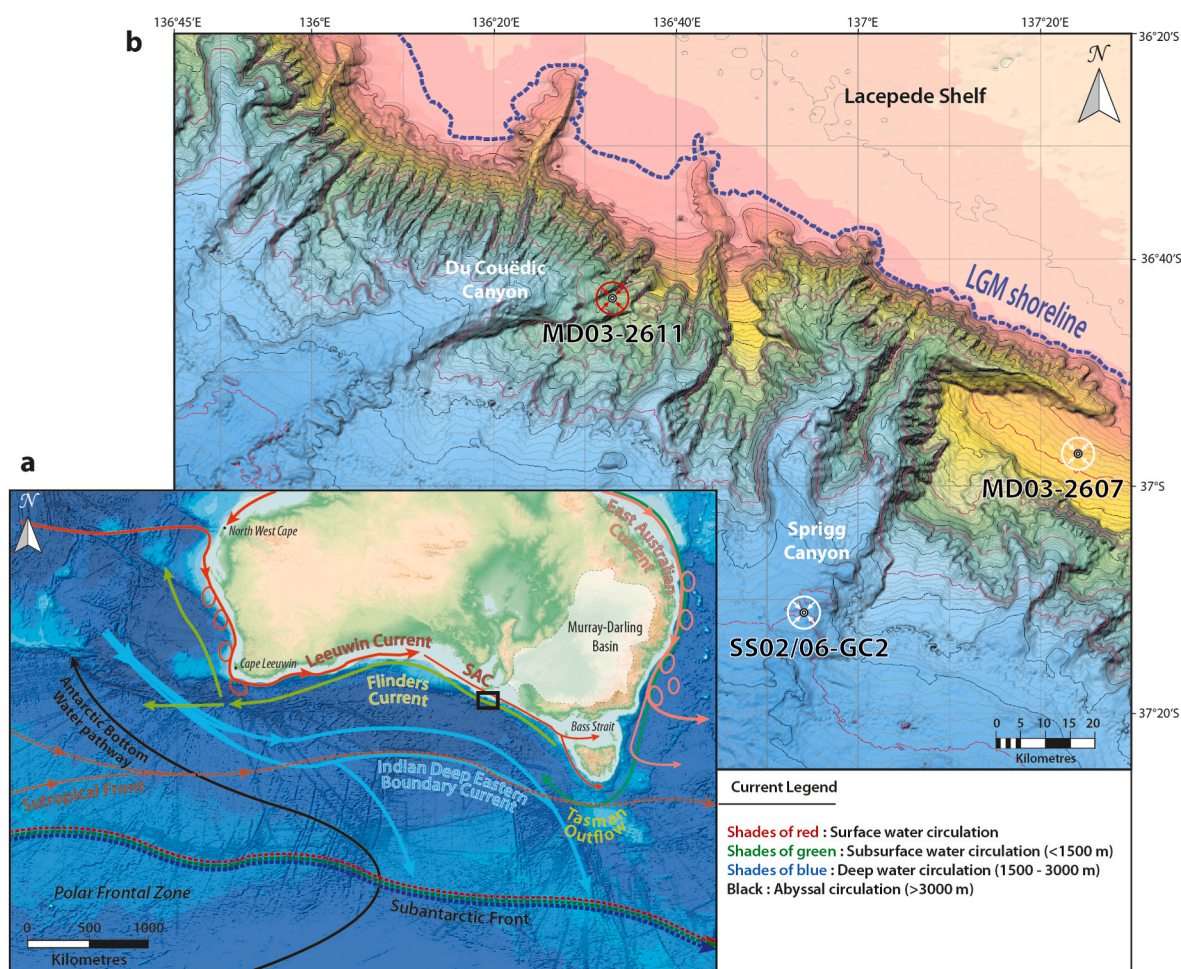 136°45'E
136°E
136°20'E
136°40'E
137°E
137°20'E
b
36°20'S
N
Lacepede Shelf
36°40'S
Du Couëdic
Canyon
LGM shoreline
MD03-2611
a
MD03-2607
37°S
Sprigg
Canyon
SS02/06-GC2
37°20'S
0 5 10 15 20
Kilometres
N
North West Cape
East Australian
Current
Murray-Darling
Basin
Leeuwin Current
SAC
Cape Leeuwin
Flinders
Current
Bass Strait
Antarctic Bottom
Water pathway
Indian Deep Eastern
Boundary Current
Sutropical Front
Tasman
Outflow
Polar Frontal Zone
Subantarctic Front
0 500 1000
Kilometres
Current Legend
Shades of red : Surface water circulation
Shades of green : Subsurface water circulation (<1500 m)
Shades of blue : Deep water circulation (1500 - 3000 m)
Black : Abyssal circulation (>3000 m)